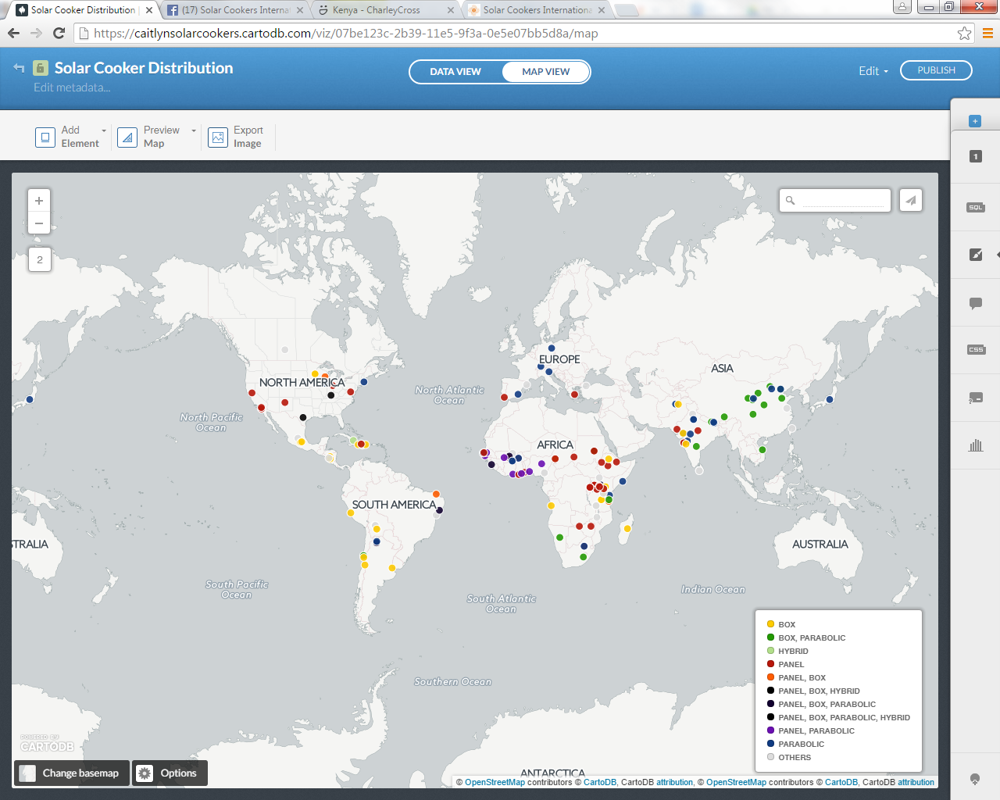 Solar Cooker Distribution |
(17) Solar Cookers Interna
Kenya - CharleyCross
Solar Cookers Internationa
https://caitlynsolarcookers.cartodb.com/viz/07be123c-2b39-11e5-9f3a-0e5e07bb5d8a/map
Solar Cooker Distribution
Edit metadata...
DATA VIEW
MAP VIEW
Edit
PUBLISH
Add
Element
Preview
Map
Export
Image
1
SQL
CSS
+
−
2
NORTH AMERICA
EUROPE
ASIA
North Atlantic
Ocean
North Pacific
Ocean
AFRICA
SOUTH AMERICA
STRALIA
AUSTRALIA
South Pacific
Ocean
South Atlantic
Ocean
Indian Ocean
Southern Ocean
ANTARCTICA
BOX
BOX, PARABOLIC
HYBRID
PANEL
PANEL, BOX
PANEL, BOX, HYBRID
PANEL, BOX, PARABOLIC
PANEL, BOX, PARABOLIC, HYBRID
PANEL, PARABOLIC
PARABOLIC
OTHERS
POWERED BY
CARTODB
Change basemap
Options
© OpenStreetMap contributors © CartoDB, CartoDB attribution, © OpenStreetMap contributors © CartoDB, CartoDB attribution